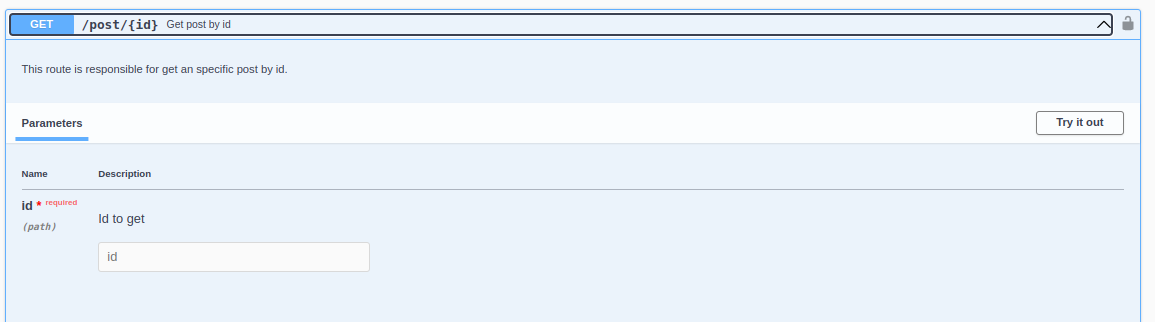 GET /post/{id} Get post by id
This route is responsible for get an specific post by id.
Parameters Try it out
Name Description
id * required
(path)
Id to get
id